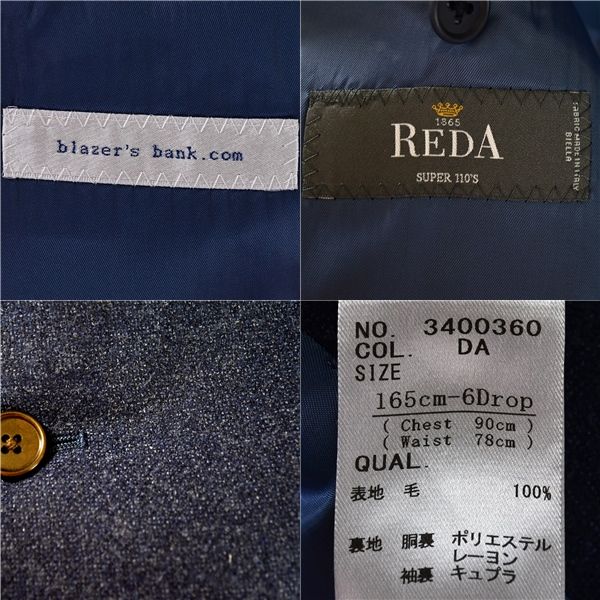 blazer's bank.com
1865
REDA
SUPER 110'S
FABRIC MADE IN ITALY
BIELLA
NO. 3400360
COL. DA
SIZE
165cm-6Drop
( Chest 90cm )
( Waist 78cm )
QUAL.
表地 毛 100%
裏地 胴裏 ポリエステル
レーヨン
袖裏 キュプラ